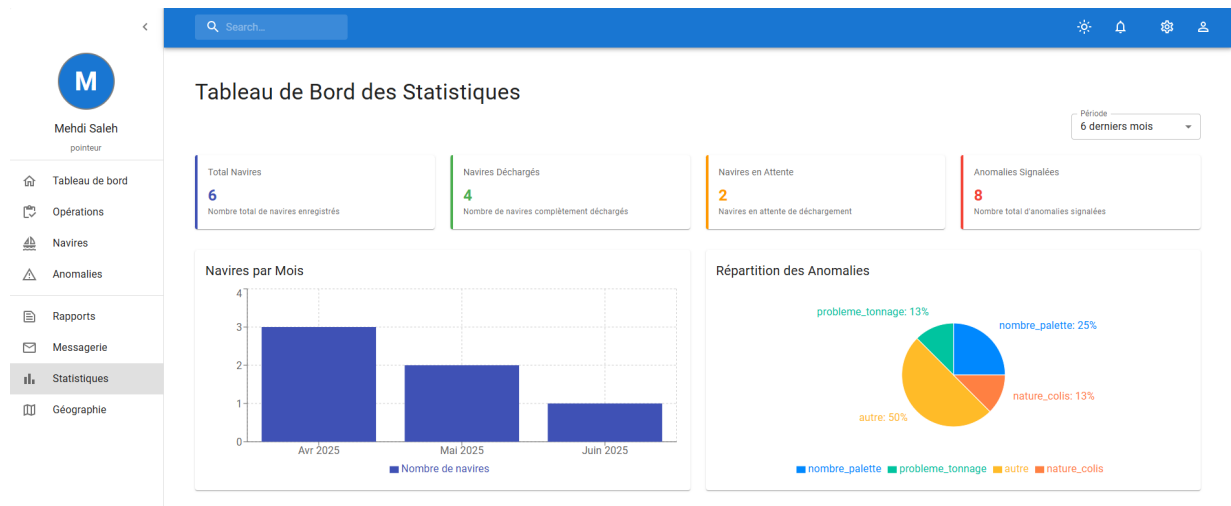 Search…
M
Mehdi Saleh
pointeur
Tableau de bord
Opérations
Navires
Anomalies
Rapports
Messagerie
Statistiques
Géographie
Tableau de Bord des Statistiques
Période
6 derniers mois
Total Navires
6
Nombre total de navires enregistrés
Navires Déchargés
4
Nombre de navires complètement déchargés
Navires en Attente
2
Navires en attente de déchargement
Anomalies Signalées
8
Nombre total d'anomalies signalées
Navires par Mois
4
3
2
1
0
Avr 2025 Mai 2025 Juin 2025
Nombre de navires
Répartition des Anomalies
probleme_tonnage: 13%
nombre_palette: 25%
nature_colis: 13%
autre: 50%
nombre_palette probleme_tonnage autre nature_colis